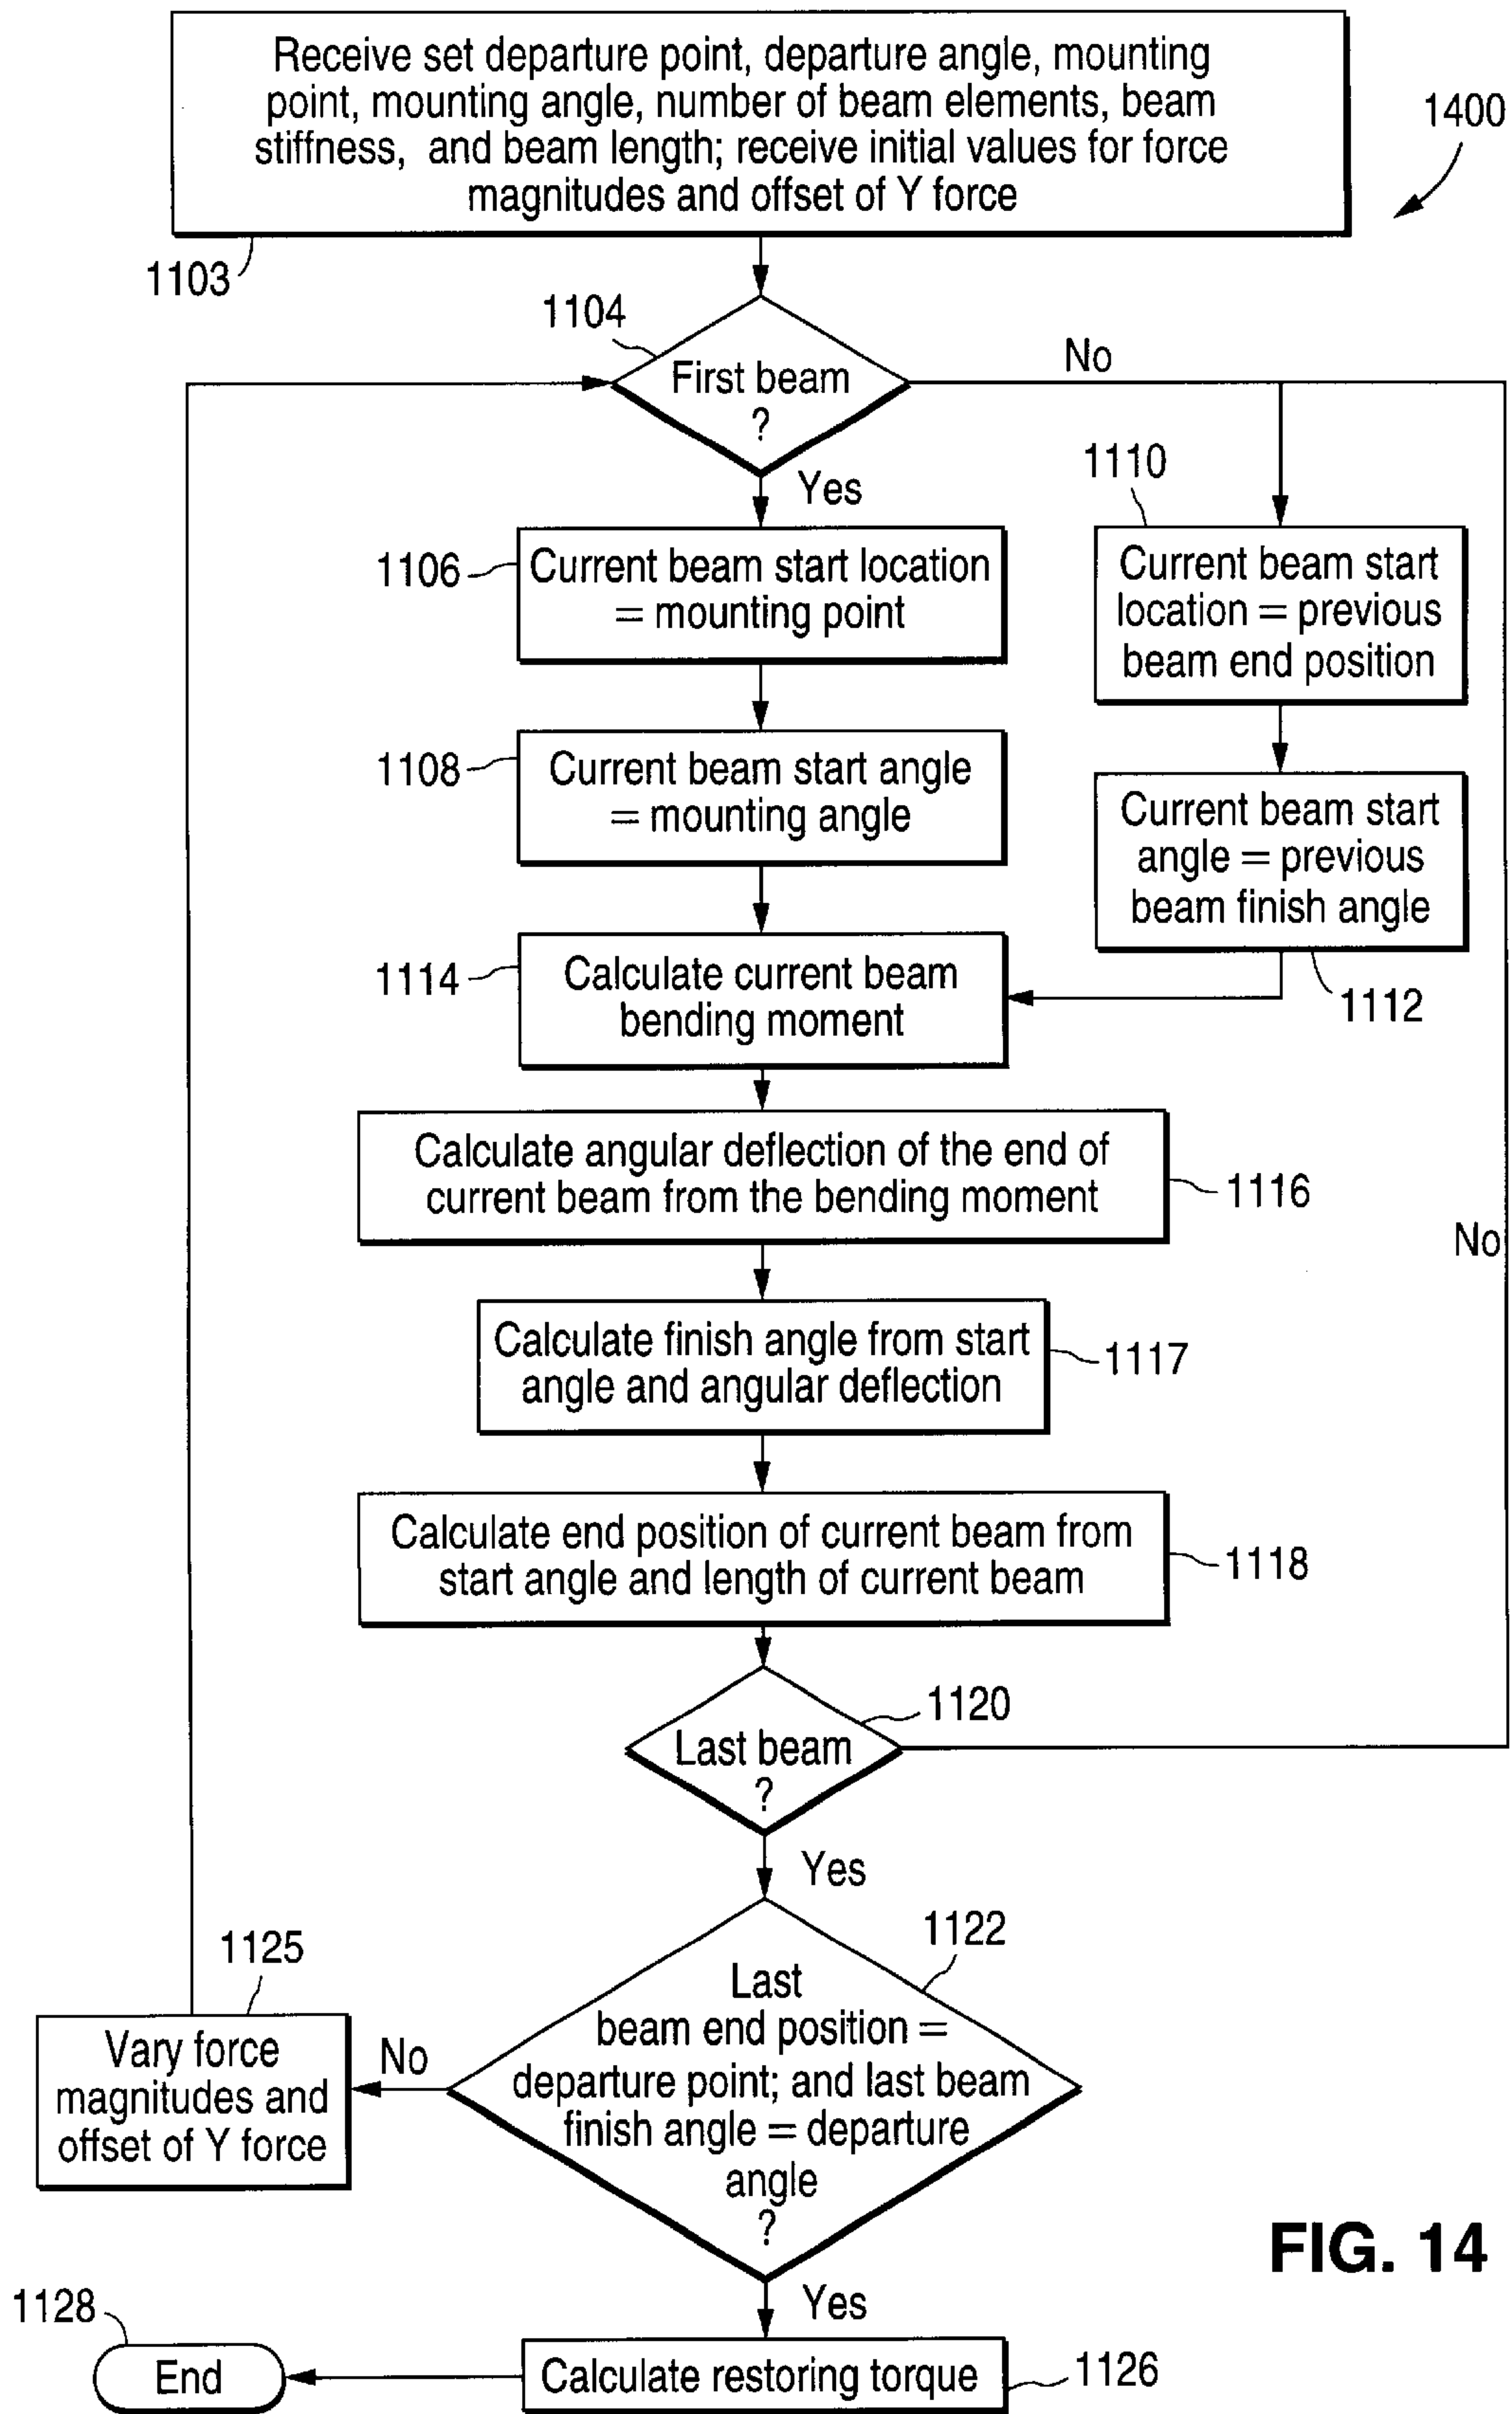 Receive set departure point, departure angle, mounting
point, mounting angle, number of beam elements, beam
stiffness, and beam length; receive initial values for force
magnitudes and offset of Y force
1400
1103
1104
First beam
?
No
Yes
1106
Current beam start location
= mounting point
1110
Current beam start
location = previous
beam end position
1108
Current beam start angle
= mounting angle
Current beam start
angle = previous
beam finish angle
1112
1114
Calculate current beam
bending moment
Calculate angular deflection of the end of
current beam from the bending moment
1116
No
Calculate finish angle from start
angle and angular deflection
1117
Calculate end position of current beam from
start angle and length of current beam
1118
1120
Last beam
?
Yes
1122
Last
beam end position =
departure point; and last beam
finish angle = departure
angle
?
1125
No
Vary force
magnitudes and
offset of Y force
Yes
FIG. 14
1128
End
Calculate restoring torque
1126